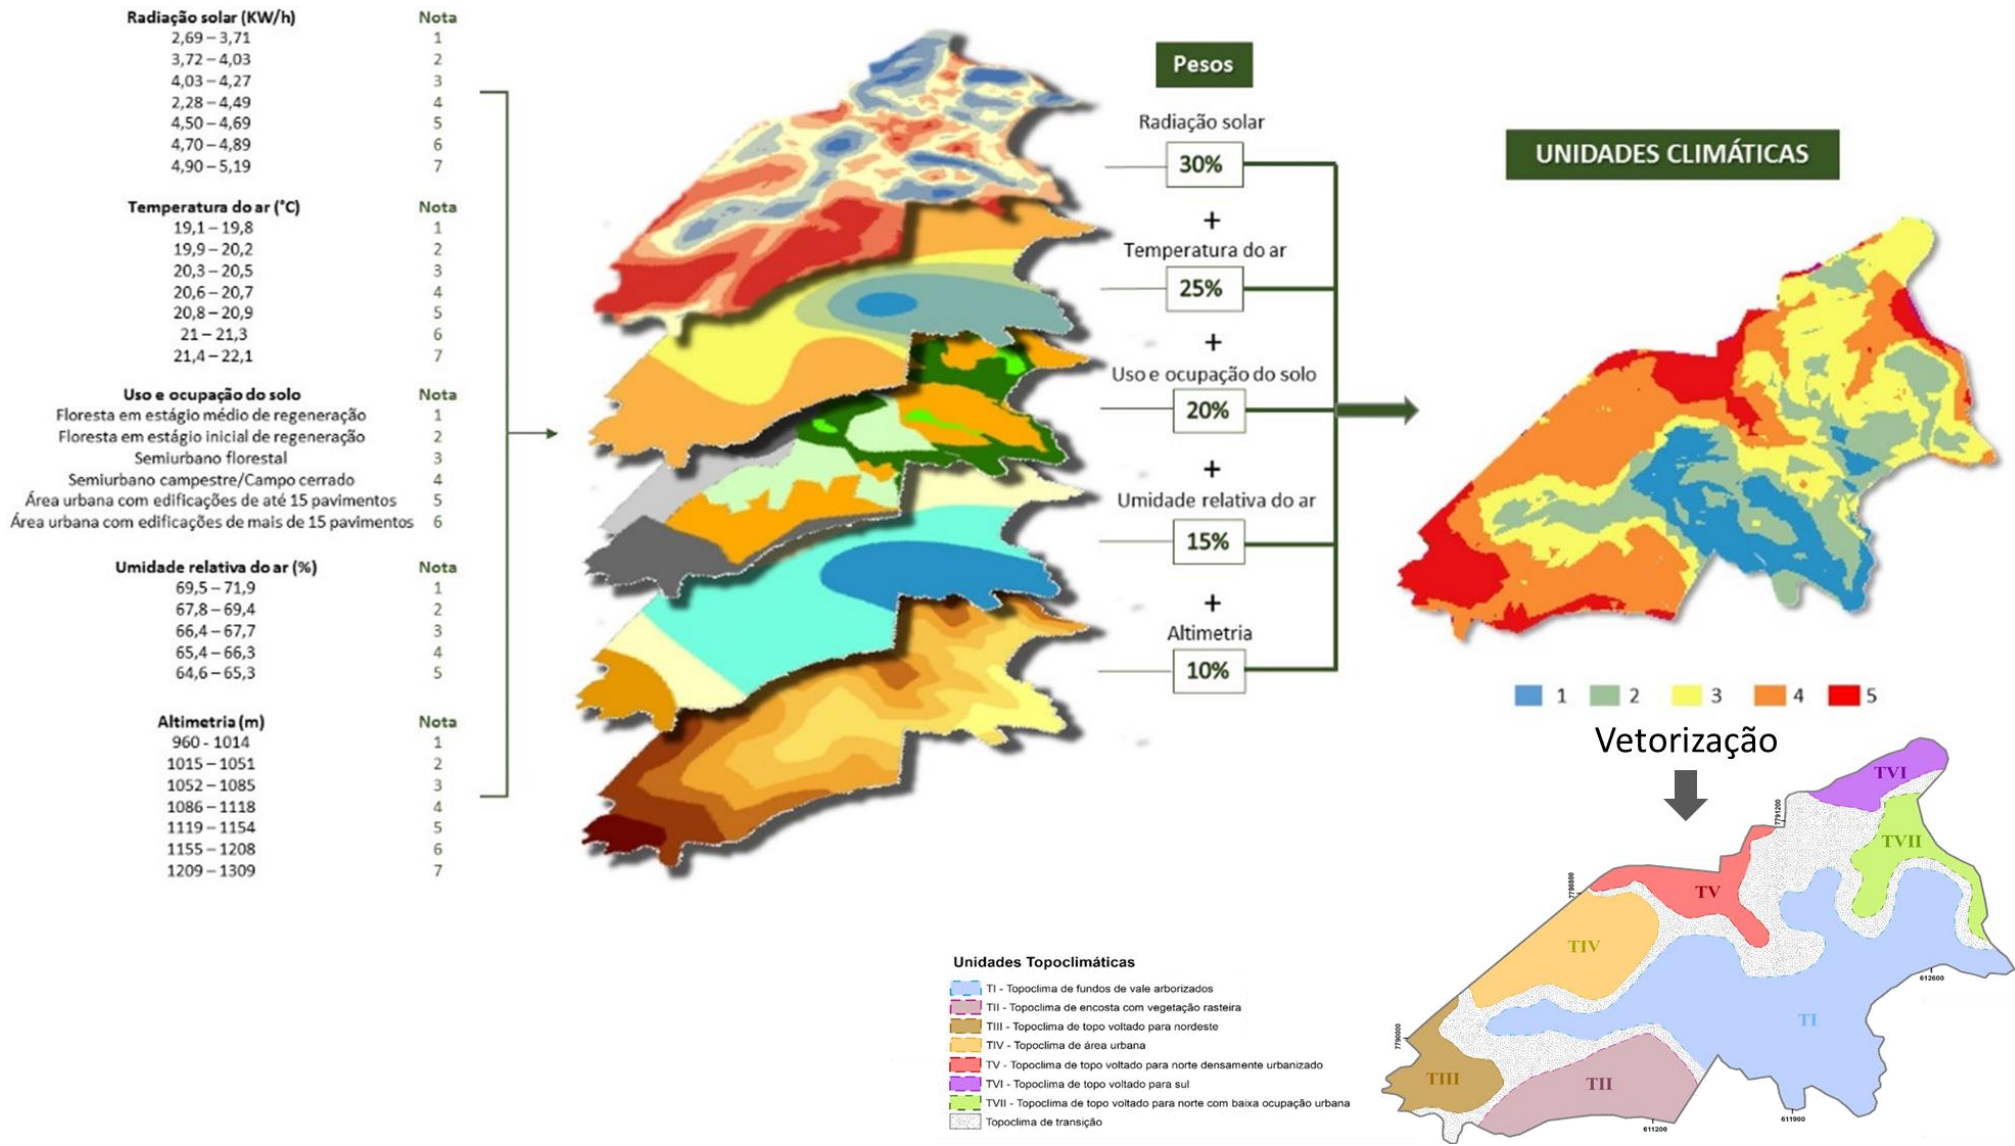 Radiação solar (KW/h) Nota
2,69 – 3,71 1
3,72 – 4,03 2
4,03 – 4,27 3
2,28 – 4,49 4
4,50 – 4,69 5
4,70 – 4,89 6
4,90 – 5,19 7
Temperatura do ar (°C) Nota
19,1 – 19,8 1
19,9 – 20,2 2
20,3 – 20,5 3
20,6 – 20,7 4
20,8 – 20,9 5
21 – 21,3 6
21,4 – 22,1 7
Uso e ocupação do solo Nota
Floresta em estágio médio de regeneração 1
Floresta em estágio inicial de regeneração 2
Semiurbano florestal 3
Semiurbano campestre/Campo cerrado 4
Área urbana com edificações de até 15 pavimentos 5
Área urbana com edificações de mais de 15 pavimentos 6
Umidade relativa do ar (%) Nota
69,5 – 71,9 1
67,8 – 69,4 2
66,4 – 67,7 3
65,4 – 66,3 4
64,6 – 65,3 5
Altimetria (m) Nota
960 - 1014 1
1015 – 1051 2
1052 – 1085 3
1086 – 1118 4
1119 – 1154 5
1155 – 1208 6
1209 – 1309 7
Pesos
Radiação solar
30%
+
Temperatura do ar
25%
+
Uso e ocupação do solo
20%
+
Umidade relativa do ar
15%
+
Altimetria
10%
UNIDADES CLIMÁTICAS
1 2 3 4 5
Vetorização
TVI
7791200
TVII
7790800
TV
TIV
612600
TI
7790000
TIII
TII
611900
611200
Unidades Topoclimáticas
TI - Topoclima de fundos de vale arborizados
TII - Topoclima de encosta com vegetação rasteira
TIII - Topoclima de topo voltado para nordeste
TIV - Topoclima de área urbana
TV - Topoclima de topo voltado para norte densamente urbanizado
TVI - Topoclima de topo voltado para sul
TVII - Topoclima de topo voltado para norte com baixa ocupação urbana
Topoclima de transição